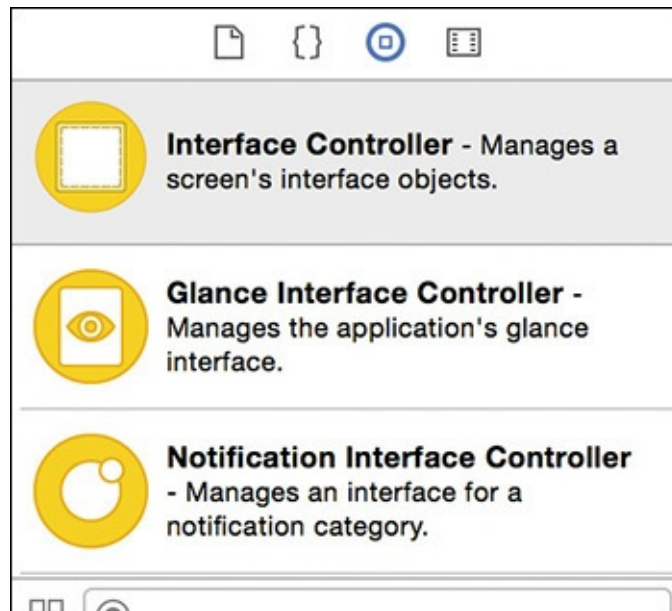 Interface Controller - Manages a
screen's interface objects.
Glance Interface Controller -
Manages the application's glance
interface.
Notification Interface Controller
- Manages an interface for a
notification category.